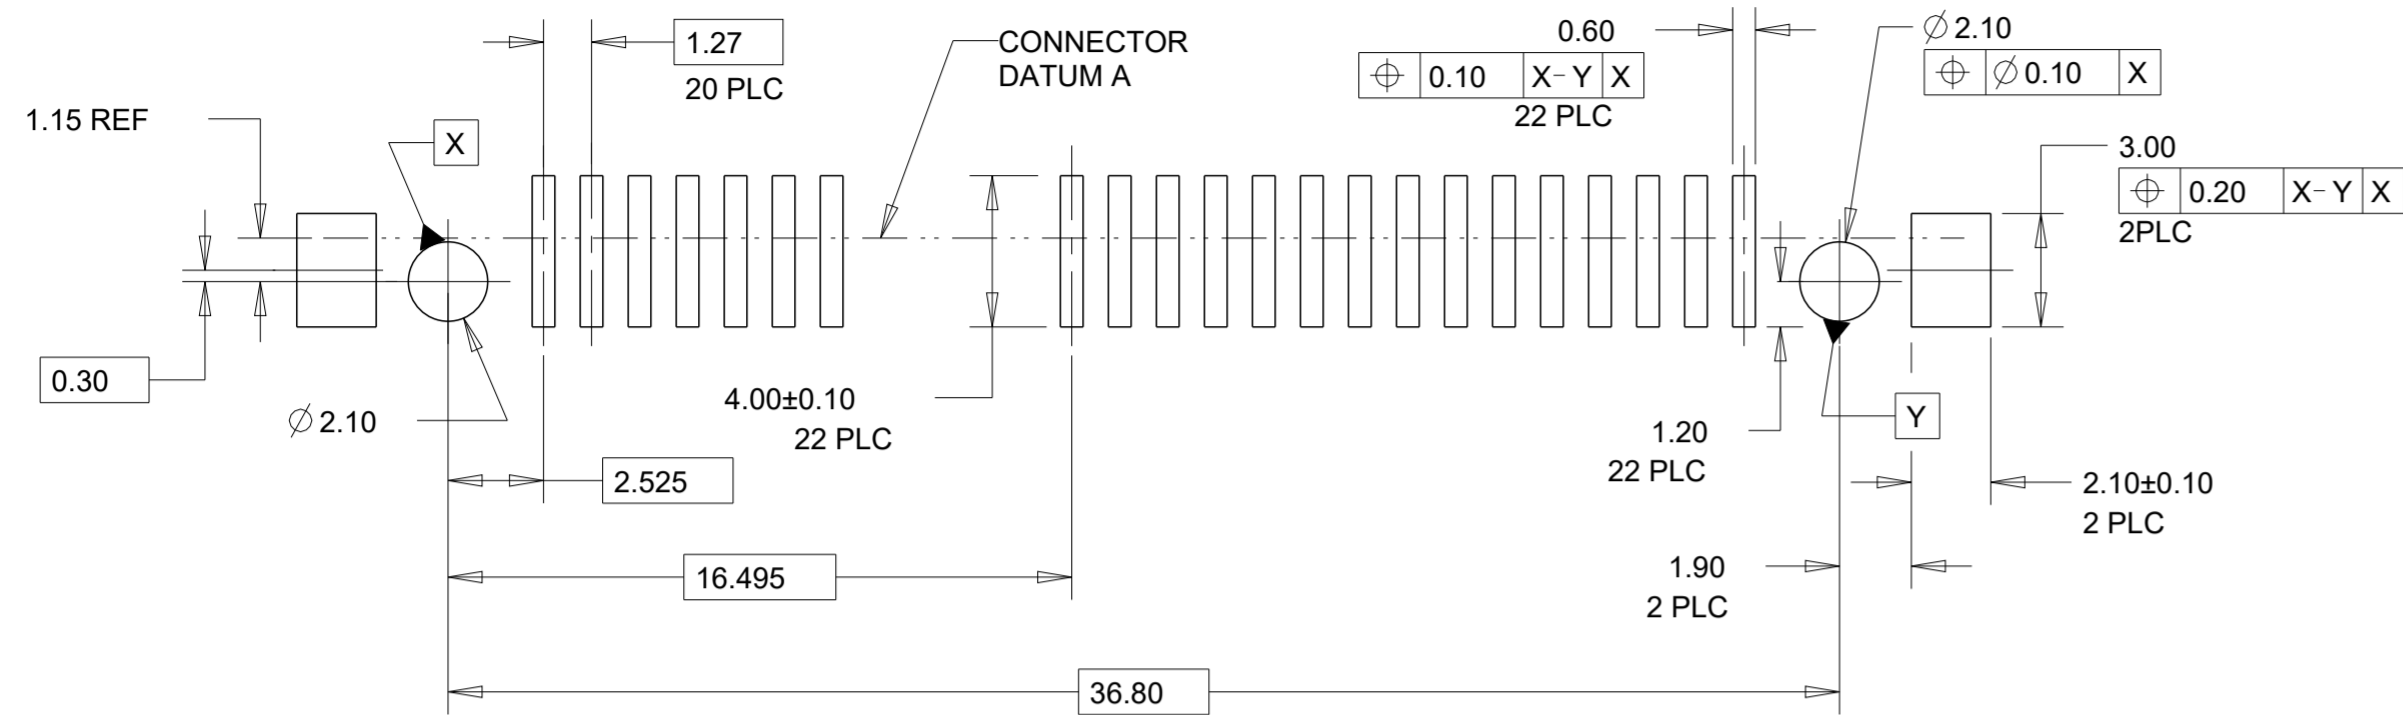 1.27
20 PLC
CONNECTOR
DATUM A
0.60
⌖ 0.10 X-Y X
22 PLC
∅ 2.10
⌖ ∅ 0.10 X
1.15 REF
X
3.00
⌖ 0.20 X-Y X
2PLC
0.30
∅ 2.10
4.00±0.10
22 PLC
1.20
22 PLC
Y
2.525
2.10±0.10
2 PLC
16.495
1.90
2 PLC
36.80